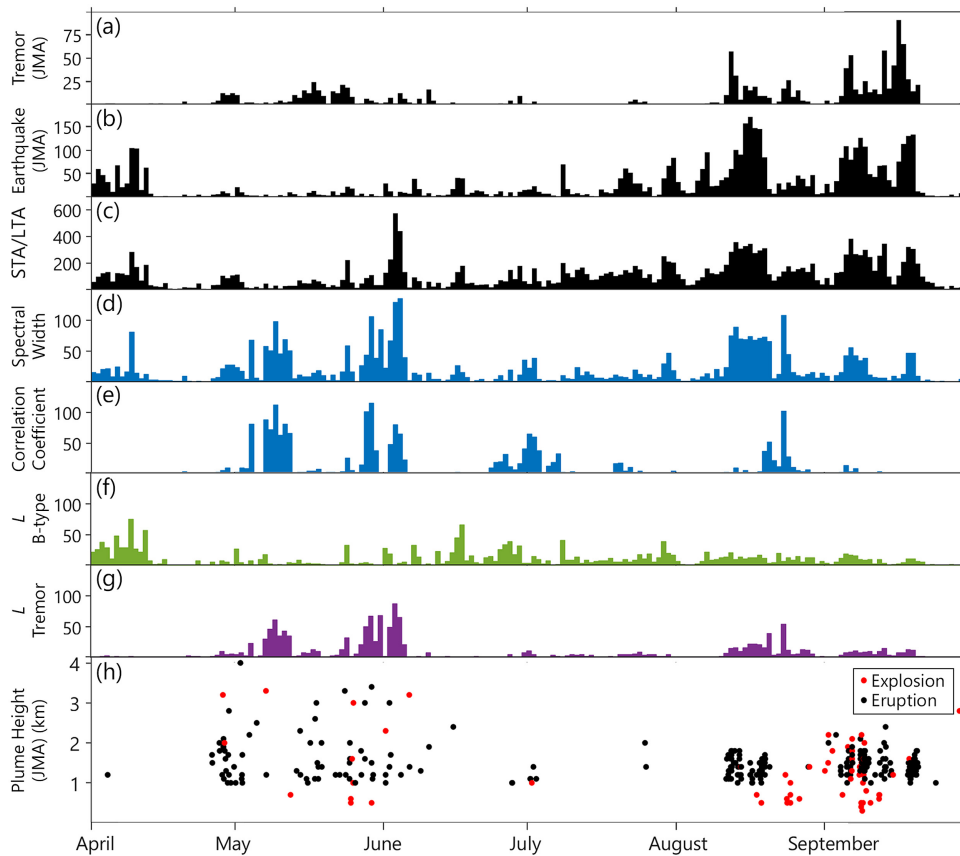 (a)
Tremor
(JMA)
75
50
25
(b)
Earthquake
(JMA)
150
100
50
(c)
STA/LTA
600
400
200
(d)
Spectral
Width
100
50
(e)
Correlation
Coefficient
100
50
(f)
L
B-type
100
50
(g)
L
Tremor
100
50
(h)
Plume Height
(JMA) (km)
4
3
2
1
Explosion
Eruption
April May June July August September